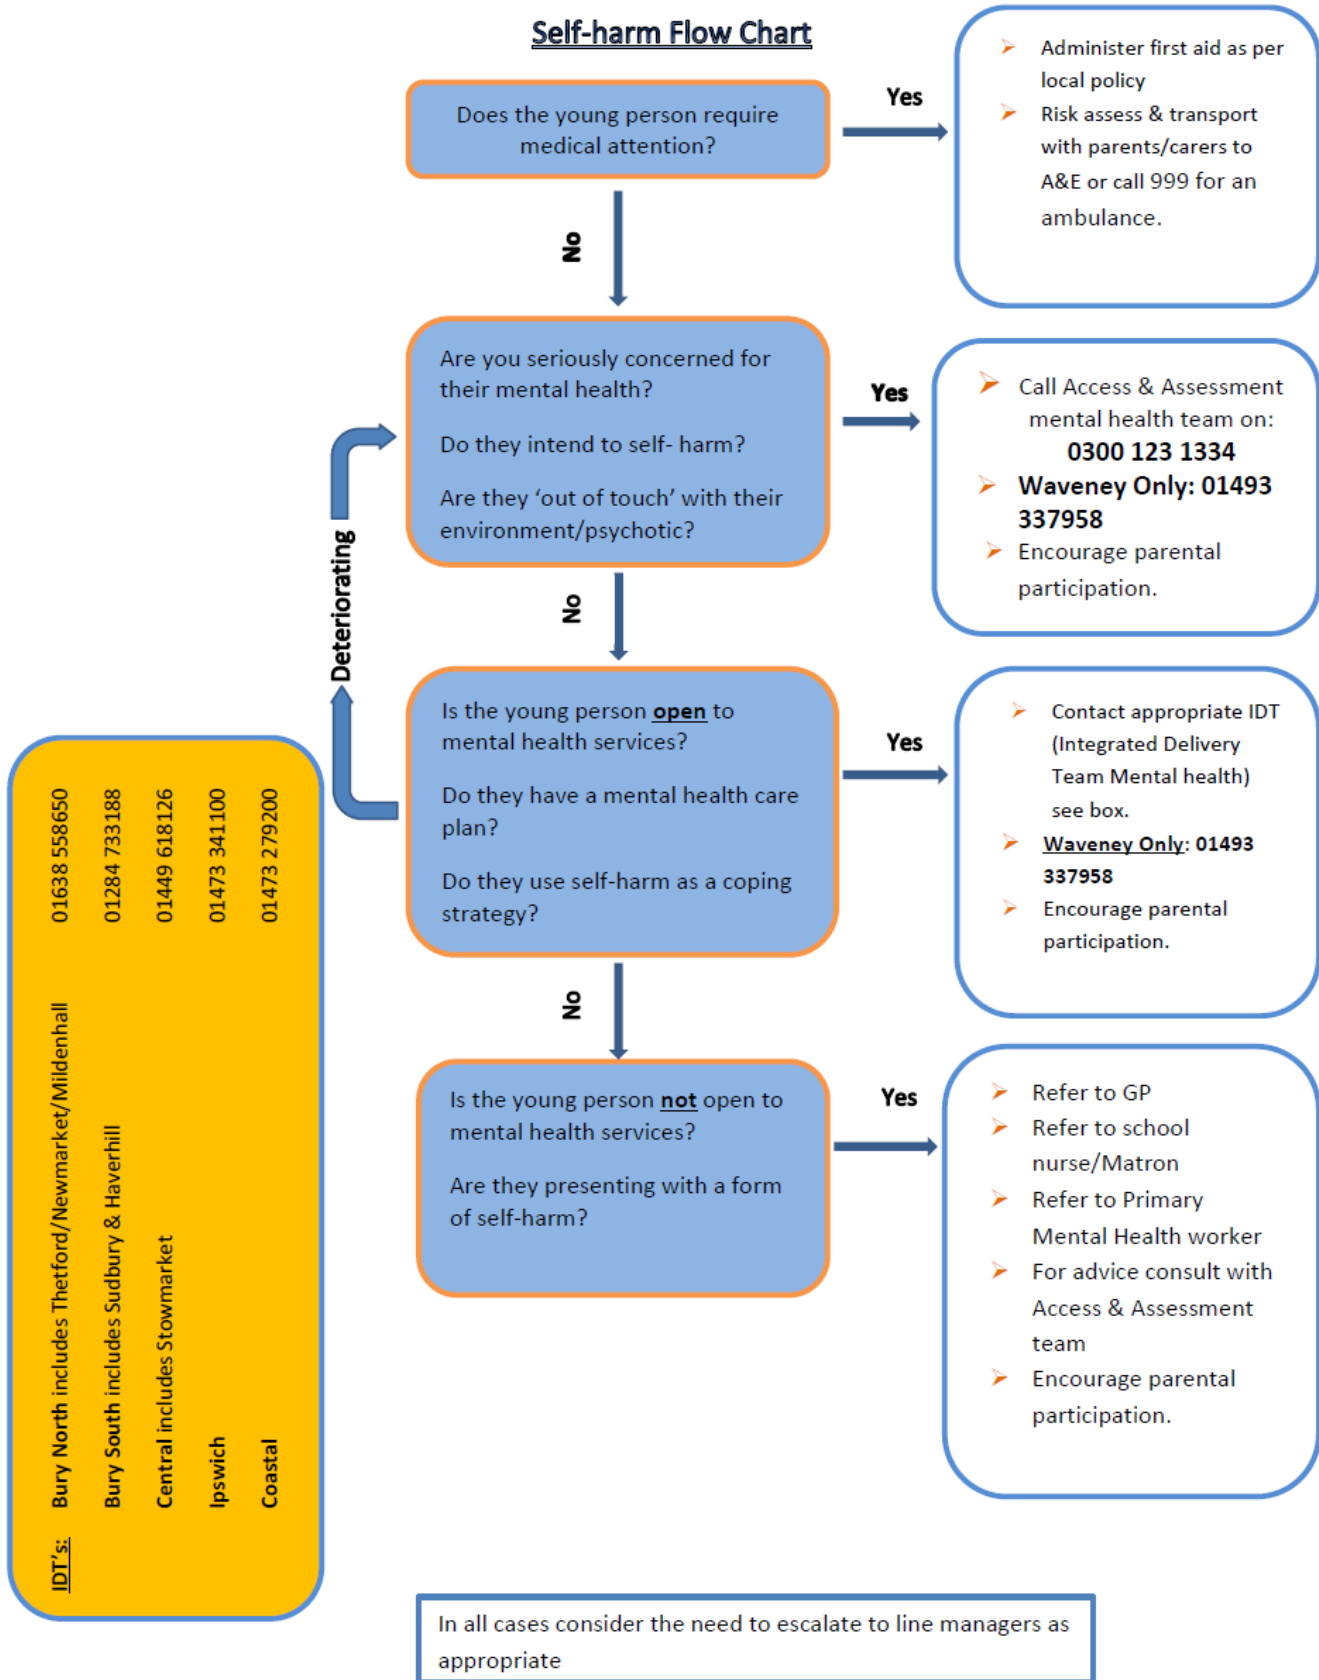 Self-harm Flow Chart
Does the young person require
medical attention?
Yes
➢ Administer first aid as per
local policy
➢ Risk assess & transport
with parents/carers to
A&E or call 999 for an
ambulance.
No
Are you seriously concerned for
their mental health?
Do they intend to self- harm?
Are they ‘out of touch’ with their
environment/psychotic?
Yes
➢ Call Access & Assessment
mental health team on:
0300 123 1334
➢ Waveney Only: 01493
337958
➢ Encourage parental
participation.
Deteriorating
No
Is the young person open to
mental health services?
Do they have a mental health care
plan?
Do they use self-harm as a coping
strategy?
Yes
➢ Contact appropriate IDT
(Integrated Delivery
Team Mental health)
see box.
➢ Waveney Only: 01493
337958
➢ Encourage parental
participation.
No
Is the young person not open to
mental health services?
Are they presenting with a form
of self-harm?
Yes
➢ Refer to GP
➢ Refer to school
nurse/Matron
➢ Refer to Primary
Mental Health worker
➢ For advice consult with
Access & Assessment
team
➢ Encourage parental
participation.
IDT’s: Bury North includes Thetford/Newmarket/Mildenhall 01638 558650
Bury South includes Sudbury & Haverhill 01284 733188
Central includes Stowmarket 01449 618126
Ipswich 01473 341100
Coastal 01473 279200
In all cases consider the need to escalate to line managers as
appropriate